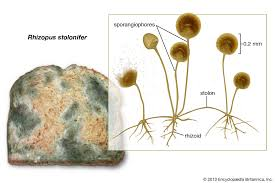 Rhizopus stolonifer
sporangiophores
0.2 mm
stolon
rhizoid
© 2013 Encyclopædia Britannica, Inc.